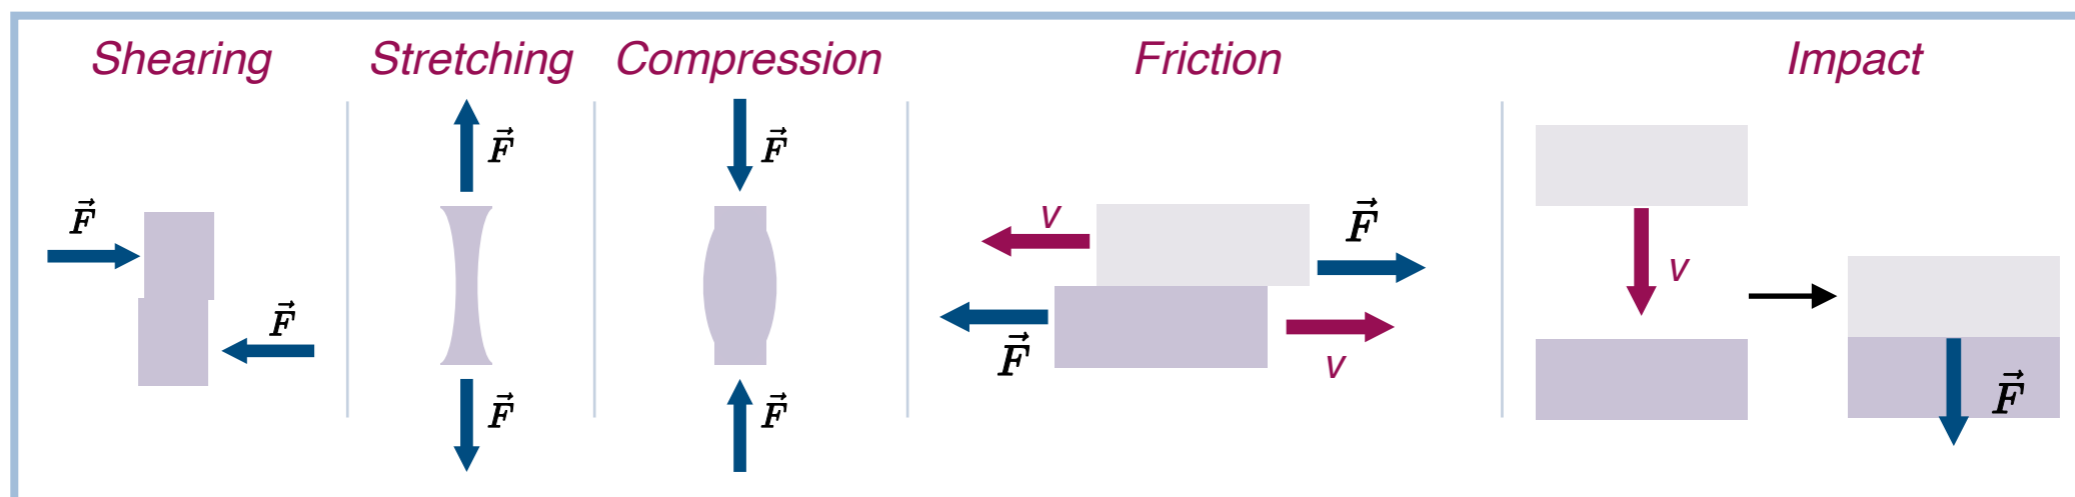 Shearing
Stretching
Compression
Friction
Impact
F⃗
F⃗
F⃗
F⃗
F⃗
F⃗
v
F⃗
F⃗
v
v
F⃗